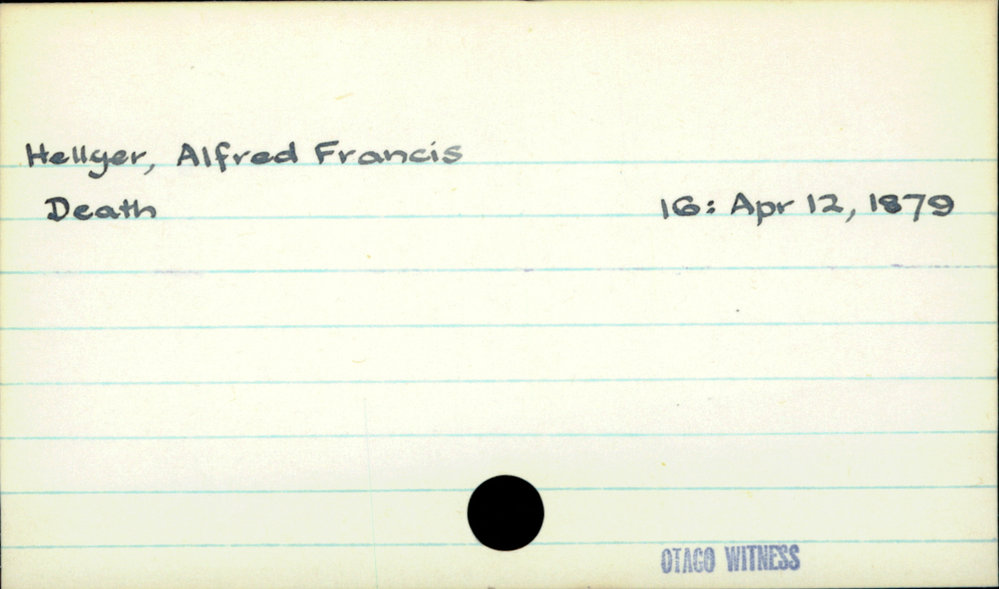 Hellyer, Alfred Francis
Death 16: Apr 12, 1879
OTAGO WITNESS